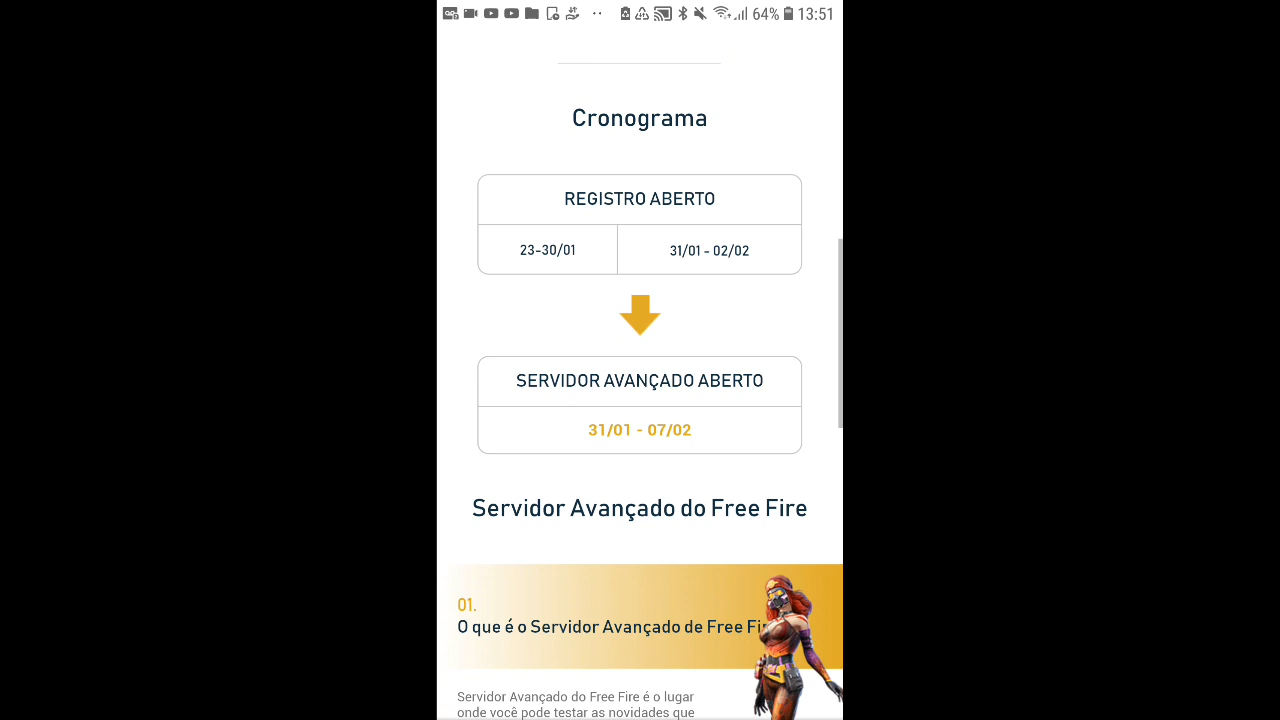 64% 13:51
Cronograma
REGISTRO ABERTO
23-30/01 31/01 - 02/02
SERVIDOR AVANÇADO ABERTO
31/01 - 07/02
Servidor Avançado do Free Fire
01.
O que é o Servidor Avançado de Free Fi
Servidor Avançado do Free Fire é o lugar
onde você pode testar as novidades que